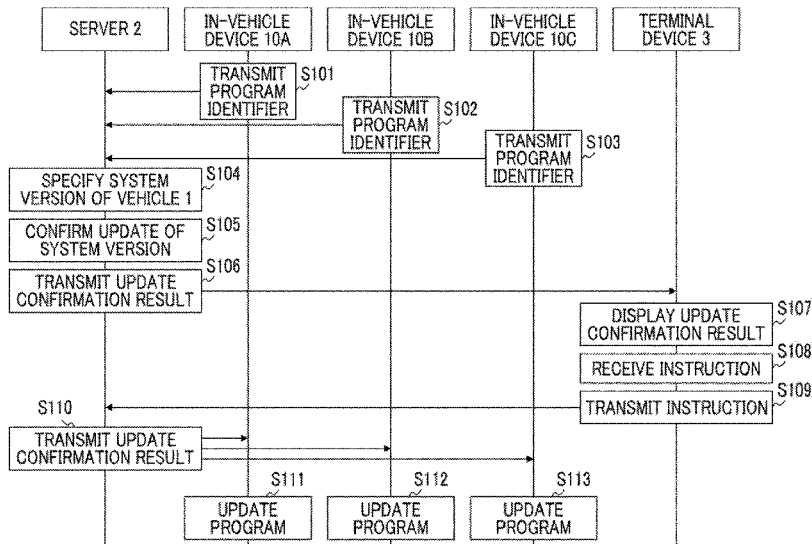 SERVER 2
IN-VEHICLE
DEVICE 10A
IN-VEHICLE
DEVICE 10B
IN-VEHICLE
DEVICE 10C
TERMINAL
DEVICE 3
TRANSMIT
PROGRAM
IDENTIFIER
S101
TRANSMIT
PROGRAM
IDENTIFIER
S102
TRANSMIT
PROGRAM
IDENTIFIER
S103
SPECIFY SYSTEM
VERSION OF VEHICLE 1
S104
CONFIRM UPDATE OF
SYSTEM VERSION
S105
TRANSMIT UPDATE
CONFIRMATION RESULT
S106
DISPLAY UPDATE
CONFIRMATION RESULT
S107
RECEIVE INSTRUCTION
S108
TRANSMIT INSTRUCTION
S109
S110
TRANSMIT UPDATE
CONFIRMATION RESULT
S111
UPDATE
PROGRAM
S112
UPDATE
PROGRAM
S113
UPDATE
PROGRAM